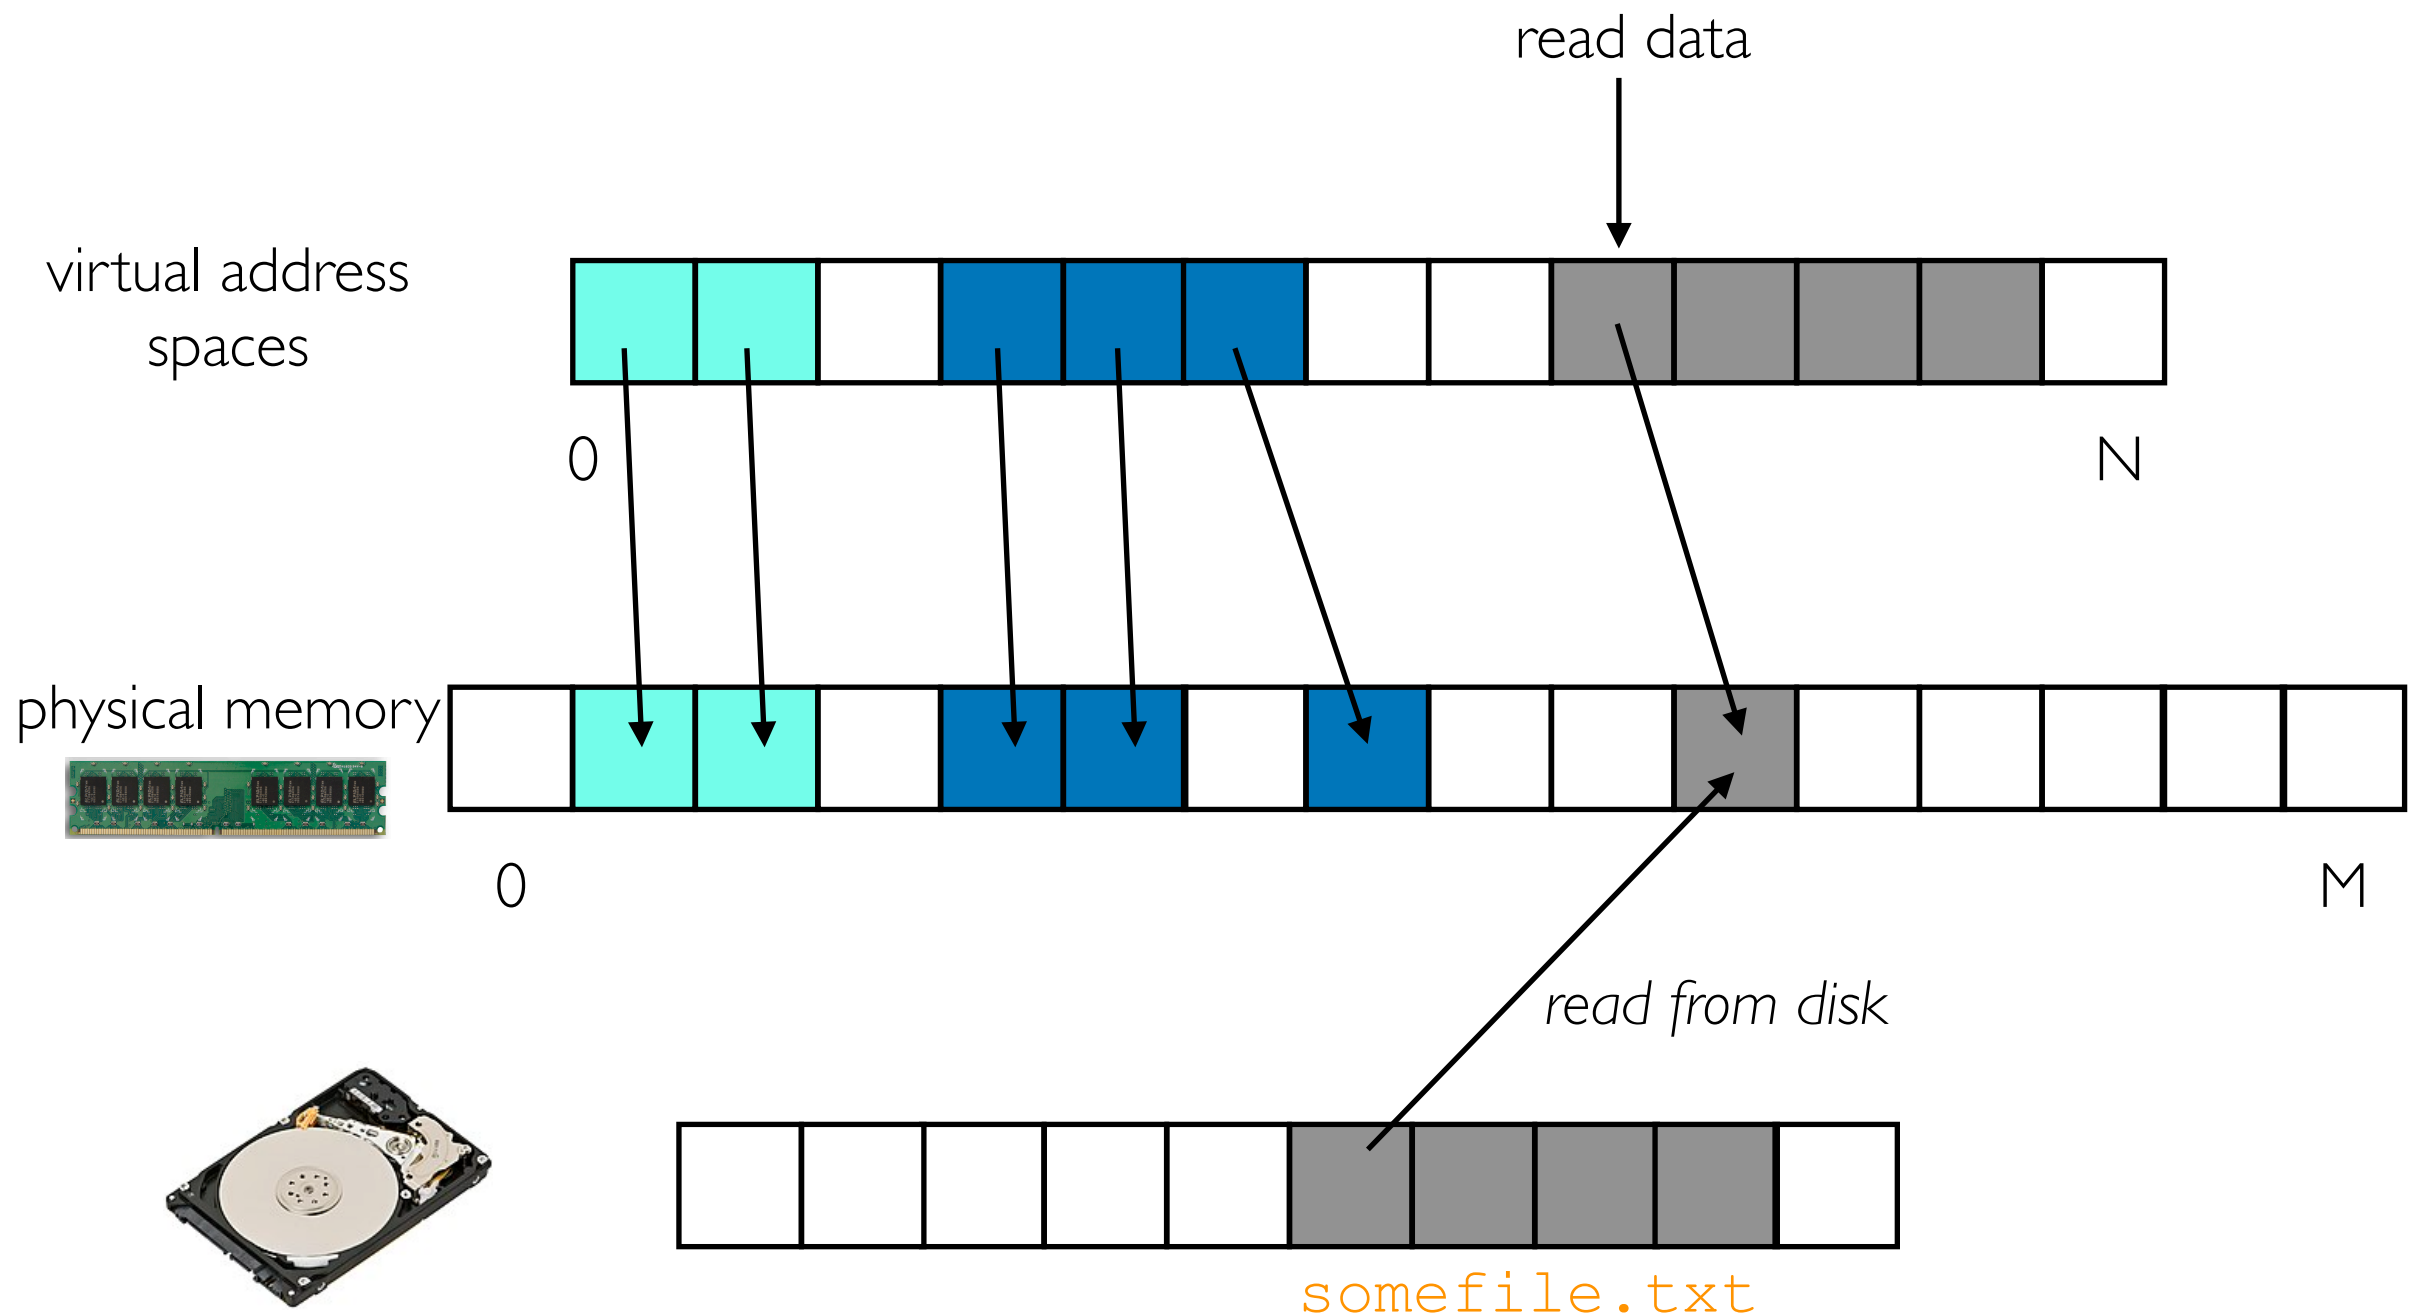 read data
virtual address
spaces
0
N
physical memory
0
M
read from disk
somefile.txt